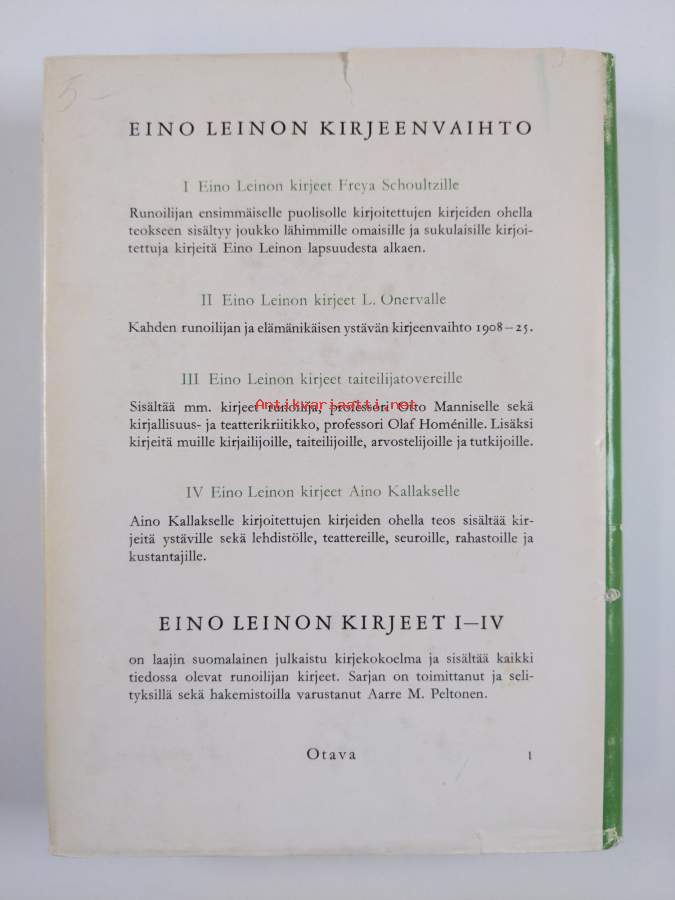 5-
EINO LEINON KIRJEENVAIHTO
I Eino Leinon kirjeet Freya Schoultzille
Runoilijan ensimmäiselle puolisolle kirjoitettujen kirjeiden ohella
teokseen sisältyy joukko lähimmille omaisille ja sukulaisille kirjoi-
tettuja kirjeitä Eino Leinon lapsuudesta alkaen.
II Eino Leinon kirjeet L. Onervalle
Kahden runoilijan ja elämänikäisen ystävän kirjeenvaihto 1908–25.
III Eino Leinon kirjeet taiteilijatovereille
Antikvariaatti.net
Sisältää mm. kirjeet runoilija, professori Otto Manniselle sekä
kirjallisuus- ja teatterikriitikko, professori Olaf Homénille. Lisäksi
kirjeitä muille kirjailijoille, taiteilijoille, arvostelijoille ja tutkijoille.
IV Eino Leinon kirjeet Aino Kallakselle
Aino Kallakselle kirjoitettujen kirjeiden ohella teos sisältää kir-
jeitä ystäville sekä lehdistölle, teattereille, seuroille, rahastoille ja
kustantajille.
EINO LEINON KIRJEET I–IV
on laajin suomalainen julkaistu kirjekokoelma ja sisältää kaikki
tiedossa olevat runoilijan kirjeet. Sarjan on toimittanut ja seli-
tyksillä sekä hakemistoilla varustanut Aarre M. Peltonen.
Otava 1